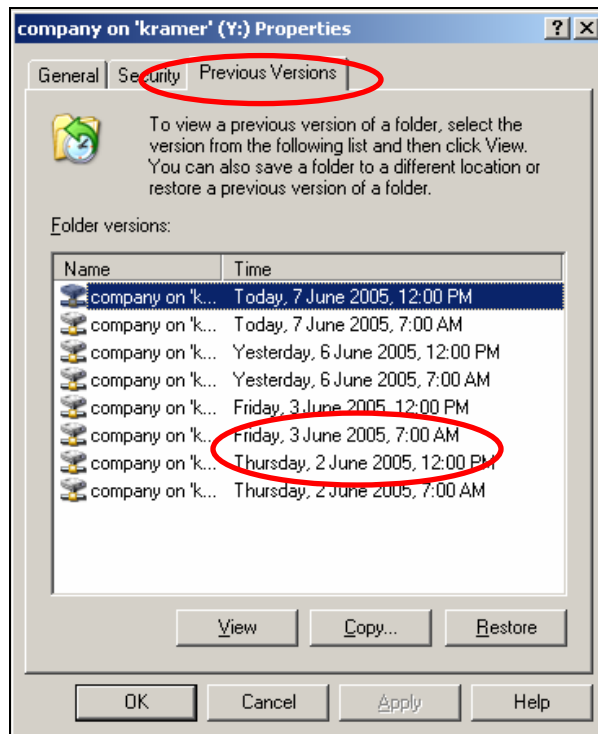 company on 'kramer' (Y:) Properties
General Security Previous Versions
To view a previous version of a folder, select the
version from the following list and then click View.
You can also save a folder to a different location or
restore a previous version of a folder.
Folder versions:
Name Time
company on 'k... Today, 7 June 2005, 12:00 PM
company on 'k... Today, 7 June 2005, 7:00 AM
company on 'k... Yesterday, 6 June 2005, 12:00 PM
company on 'k... Yesterday, 6 June 2005, 7:00 AM
company on 'k... Friday, 3 June 2005, 12:00 PM
company on 'k... Friday, 3 June 2005, 7:00 AM
company on 'k... Thursday, 2 June 2005, 12:00 PM
company on 'k... Thursday, 2 June 2005, 7:00 AM
View Copy... Restore
OK Cancel Apply Help